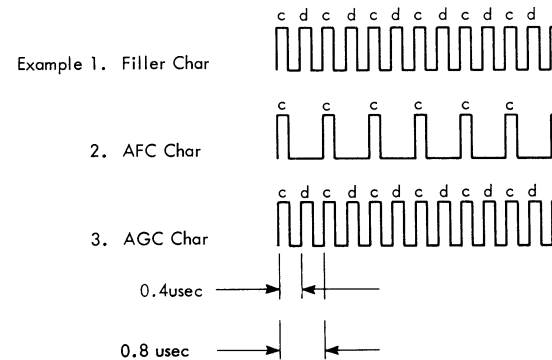 c d c d c d c d c d c d
Example 1. Filler Char
c c c c c c
2. AFC Char
c d c d c d c d c d c d
3. AGC Char
0.4usec
0.8 usec